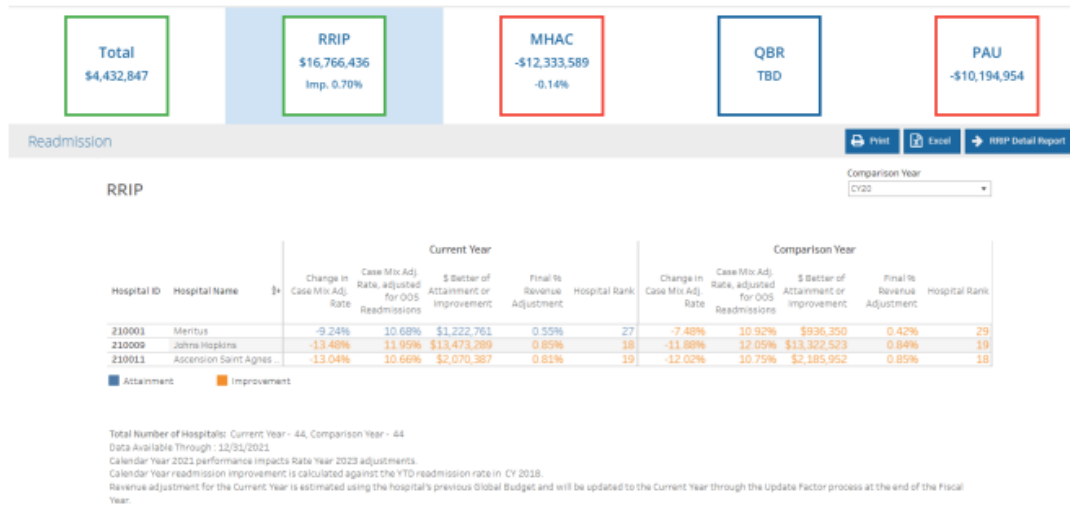 Total
$4,432,847
RRIP
$16,766,436
Imp. 0.70%
MHAC
-$12,333,589
-0.14%
QBR
TBD
PAU
-$10,194,954
Readmission
Print
Excel
RRIP Detail Report
RRIP
Comparison Year
CY20
Current Year
Comparison Year
Hospital ID Hospital Name Change in Case Mix Adj. Rate Case Mix Adj. Rate, adjusted for OOS Readmissions $ Better of Attainment or Improvement Final % Revenue Adjustment Hospital Rank Change in Case Mix Adj. Rate Case Mix Adj. Rate, adjusted for OOS Readmissions $ Better of Attainment or Improvement Final % Revenue Adjustment Hospital Rank
210001 Meritus -9.24% 10.68% $1,222,761 0.55% 27 -7.48% 10.92% $936,350 0.42% 29
210009 Johns Hopkins -13.48% 11.95% $13,473,289 0.85% 18 -11.88% 12.05% $13,322,523 0.84% 19
210011 Ascension Saint Agnes .. -13.04% 10.66% $2,070,387 0.81% 19 -12.02% 10.75% $2,185,952 0.85% 18
Attainment Improvement
Total Number of Hospitals: Current Year - 44, Comparison Year - 44
Data Available Through : 12/31/2021
Calendar Year 2021 performance impacts Rate Year 2023 adjustments.
Calendar Year readmission improvement is calculated against the YTD readmission rate in CY 2018.
Revenue adjustment for the Current Year is estimated using the hospital's previous Global Budget and will be updated to the Current Year through the Update Factor process at the end of the Fiscal
Year.